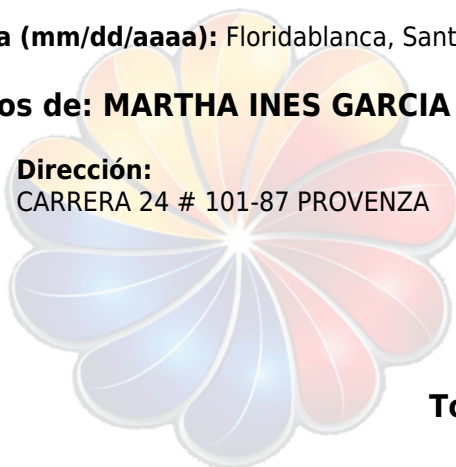 a (mm/dd/aaaa): Floridablanca, Sant
os de: MARTHA INES GARCIA
Dirección:
CARRERA 24 # 101-87 PROVENZA
To